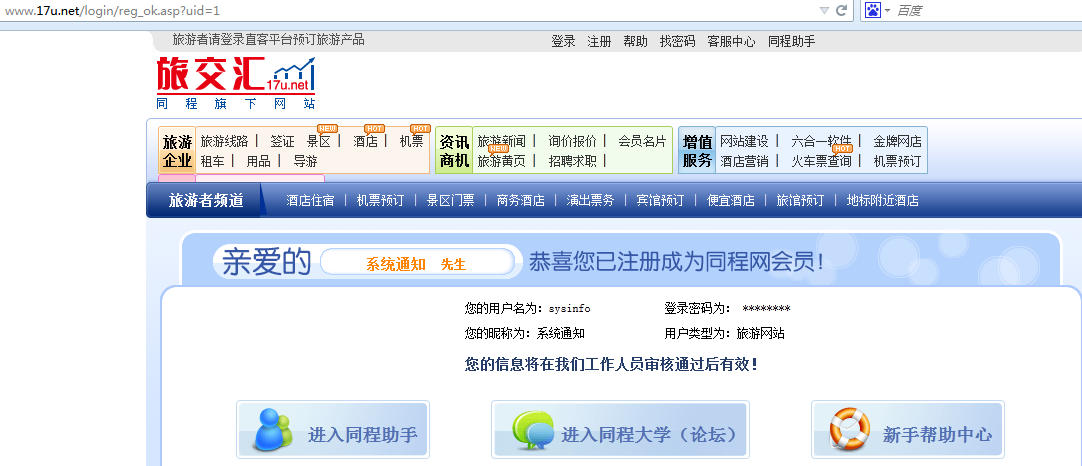 www.17u.net/login/reg_ok.asp?uid=1 百度
旅游者请登录直客平台预订旅游产品 登录 注册 帮助 找密码 客服中心 同程助手
旅交汇 17u.net
同程旗下网站
旅游企业 旅游线路 | 签证 景区 NEW | 酒店 HOT | 机票 HOT
租车 | 用品 | 导游
资讯商机 旅游新闻 | 询价报价 | 会员名片
旅游黄页 NEW | 招聘求职 |
增值服务 网站建设 | 六合一软件 | 金牌网店
酒店营销 | 火车票查询 HOT | 机票预订
旅游者频道 酒店住宿 | 机票预订 | 景区门票 | 商务酒店 | 演出票务 | 宾馆预订 | 便宜酒店 | 旅馆预订 | 地标附近酒店
亲爱的 系统通知 先生 恭喜您已注册成为同程网会员!
您的用户名为: sysinfo 登录密码为: ********
您的昵称为: 系统通知 用户类型为: 旅游网站
您的信息将在我们工作人员审核通过后有效!
进入同程助手 进入同程大学（论坛） 新手帮助中心